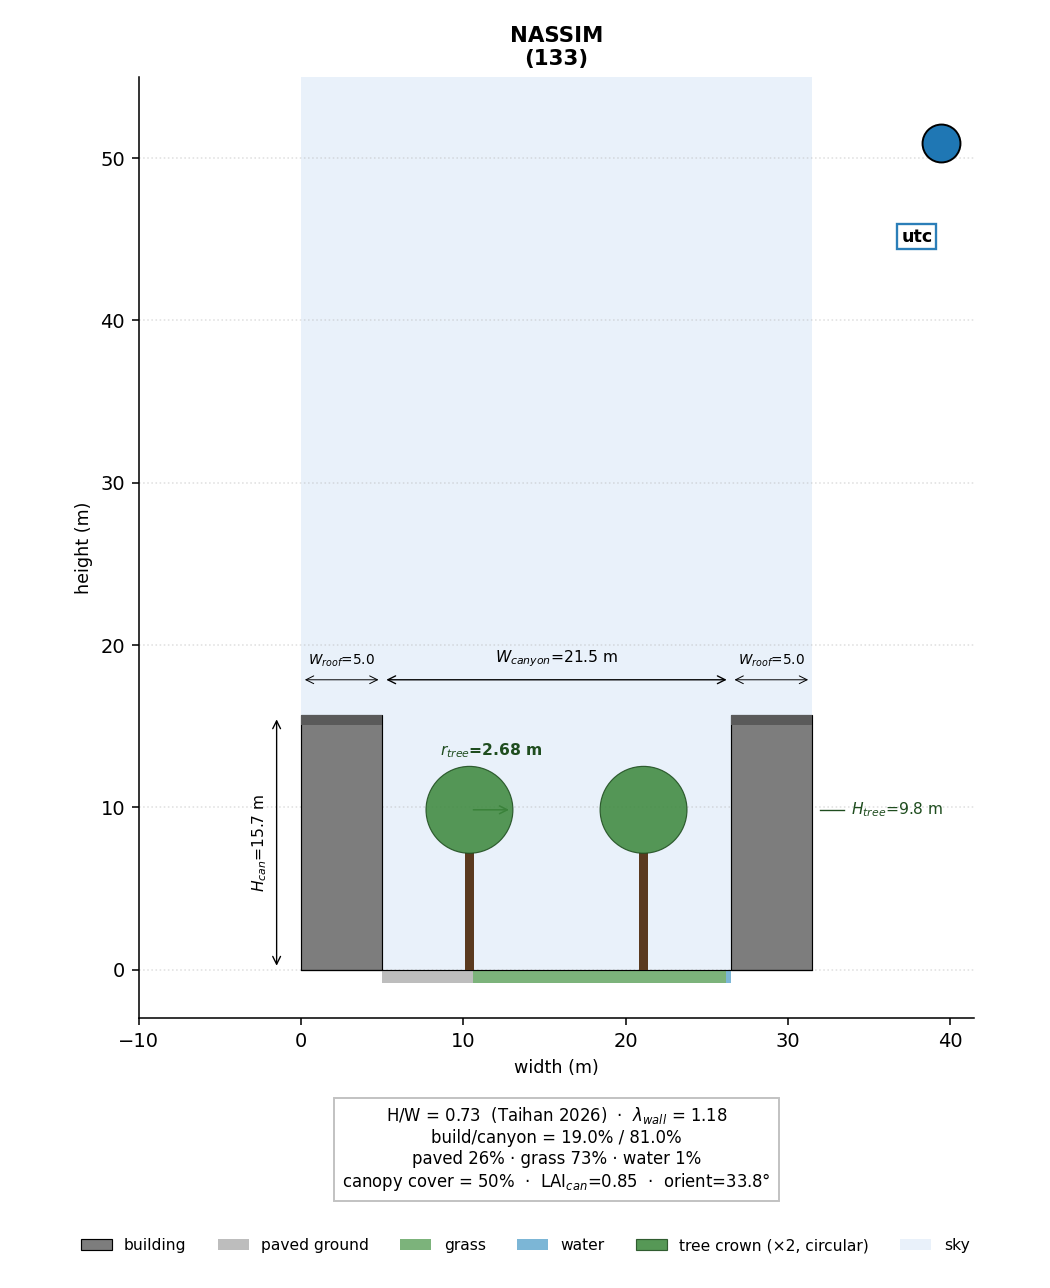 NASSIM
(133)
50
utc
40
30
height (m)
20
W_roof=5.0
W_canyon=21.5 m
W_roof=5.0
r_tree=2.68 m
10
H_tree=9.8 m
H_can=15.7 m
0
−10
0
10
20
30
40
width (m)
H/W = 0.73 (Taihan 2026) · λ_wall = 1.18
build/canyon = 19.0% / 81.0%
paved 26% · grass 73% · water 1%
canopy cover = 50% · LAI_can=0.85 · orient=33.8°
building
paved ground
grass
water
tree crown (×2, circular)
sky